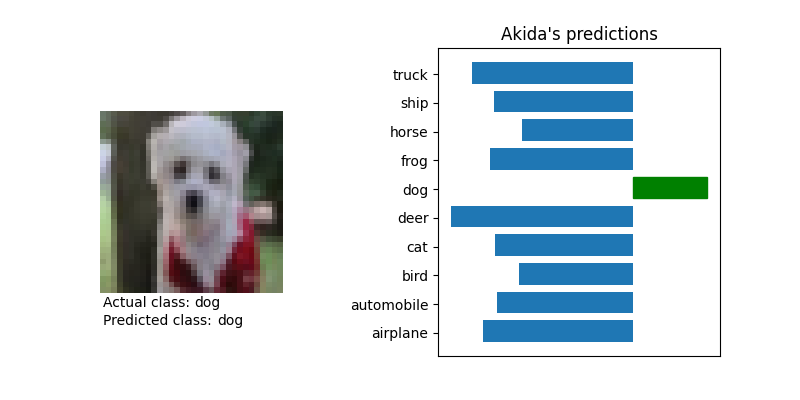 Akida's predictions
truck
ship
horse
frog
dog
deer
cat
bird
automobile
airplane
Actual class: dog
Predicted class: dog